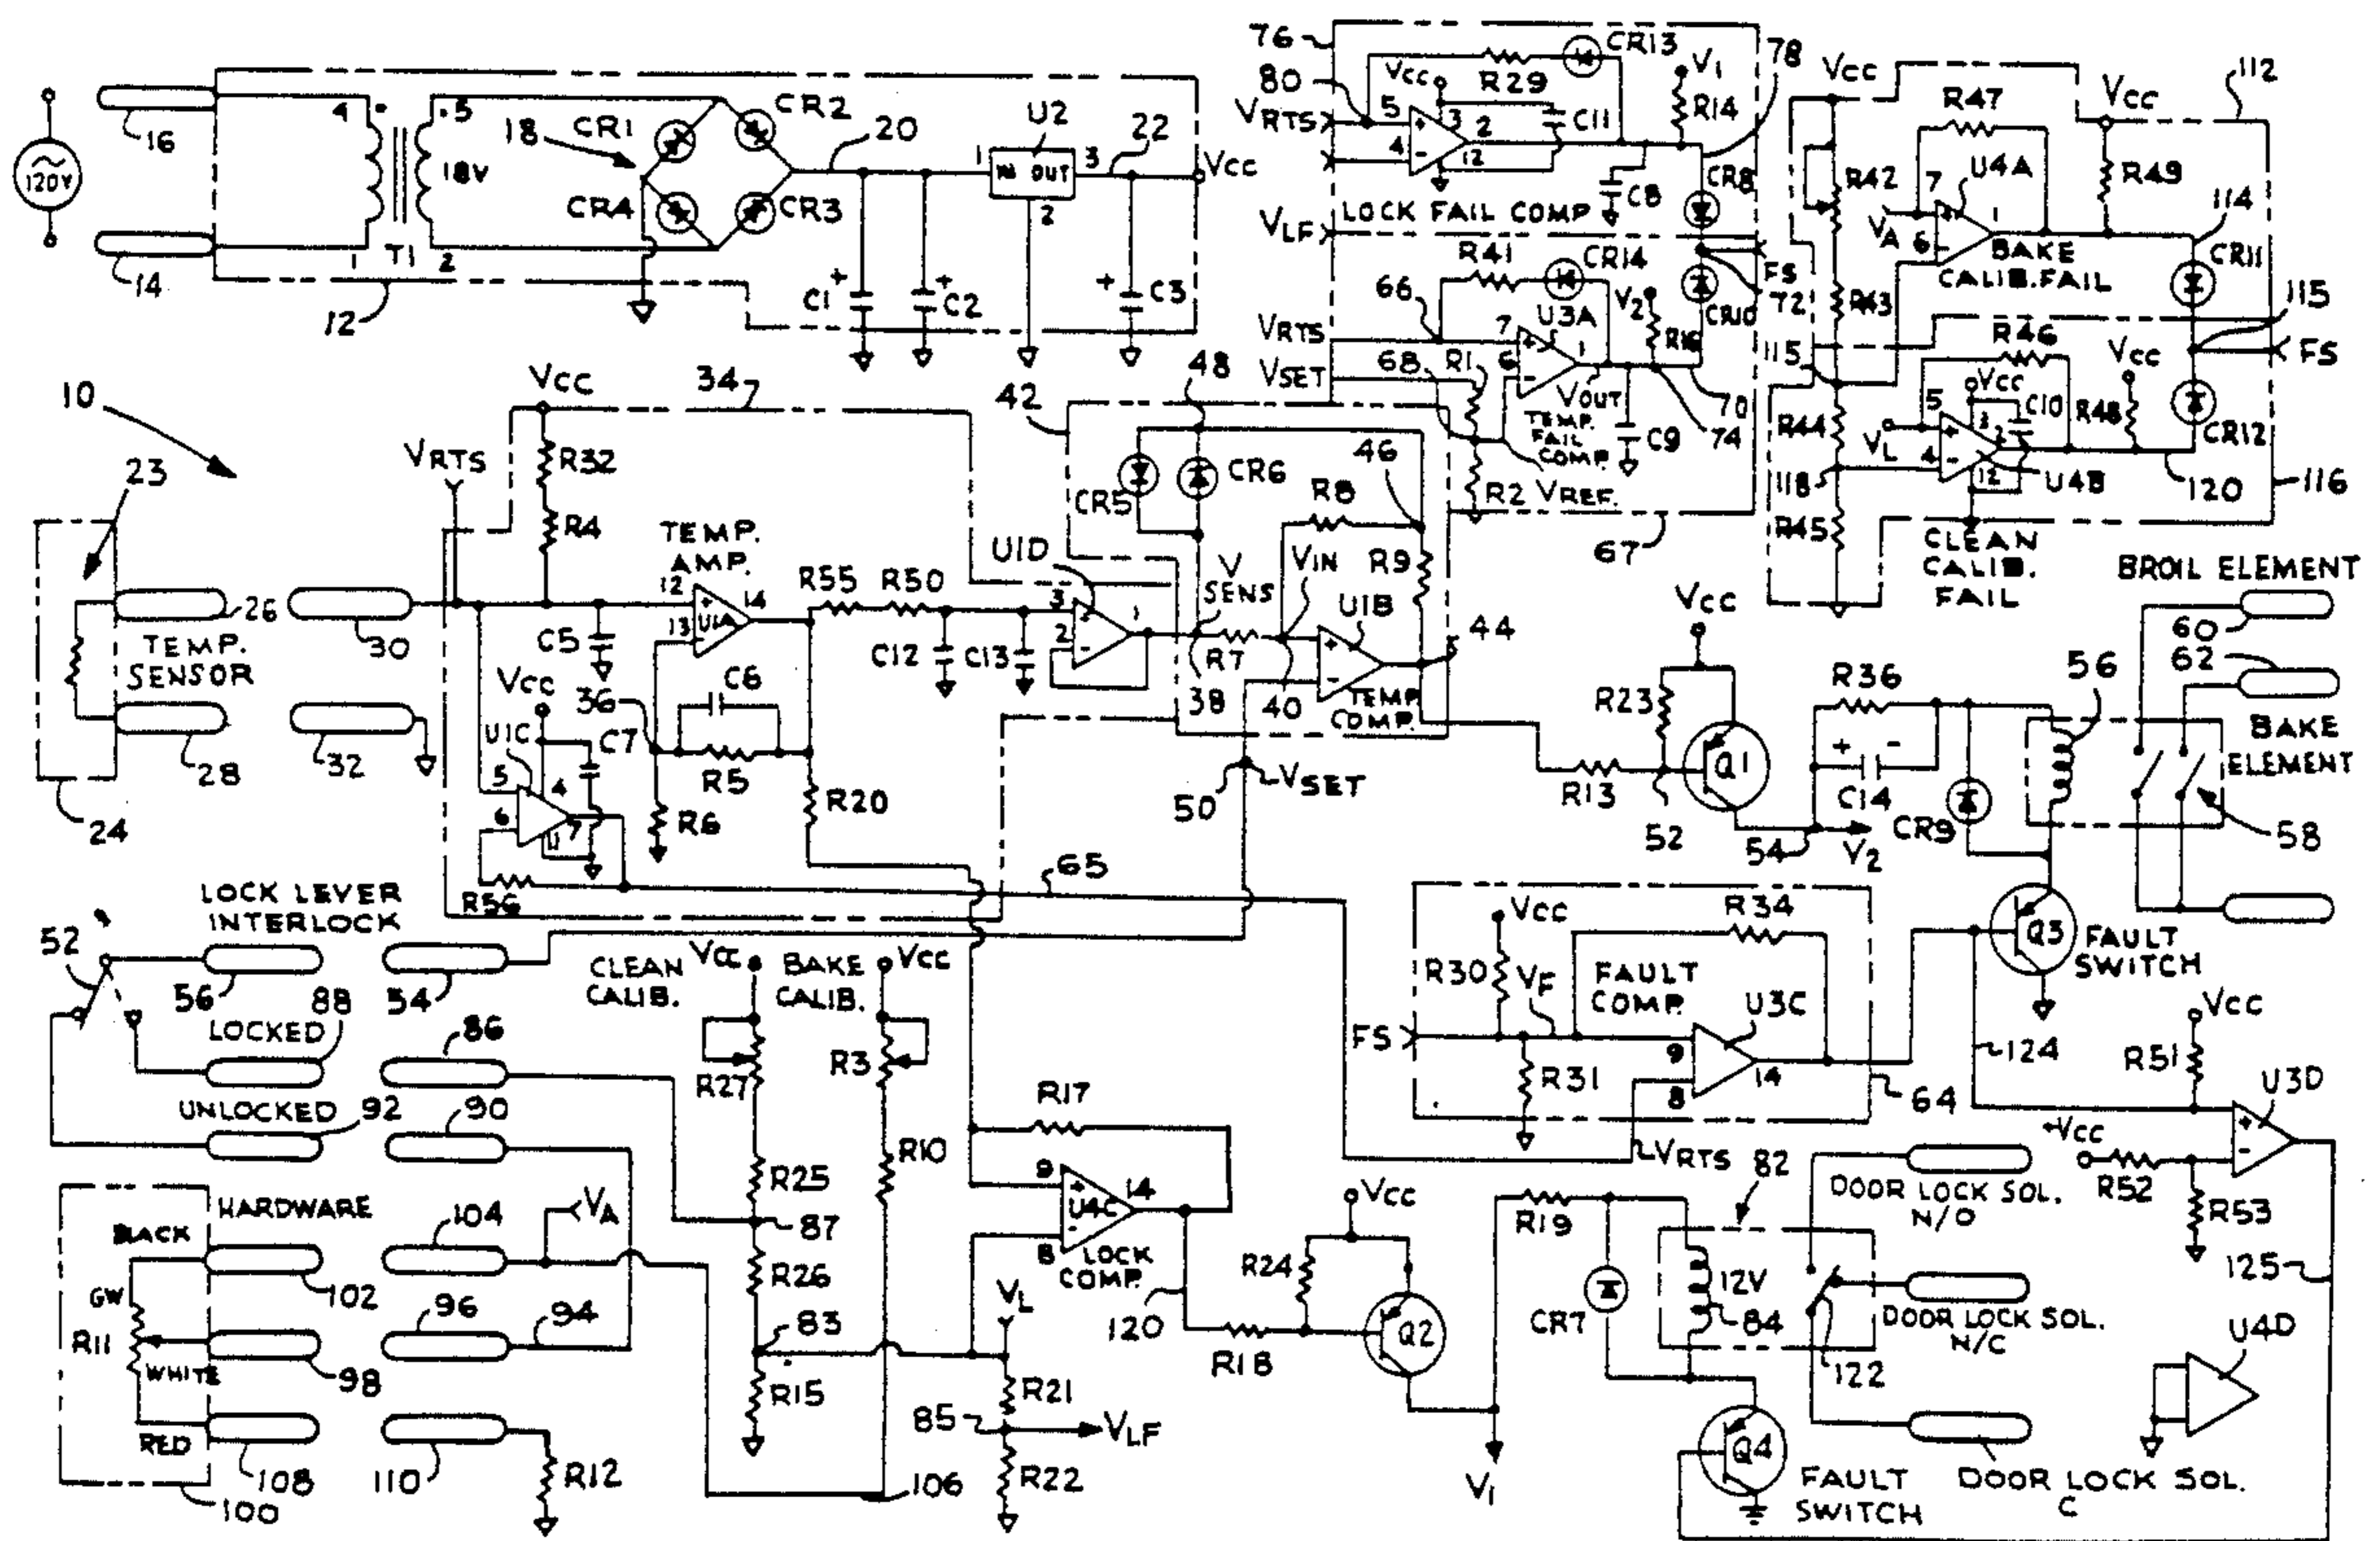 120V
16
14
12
4
1
T1
.5
2
18V
18
CR1
CR2
CR4
CR3
20
C1
+
C2
+
1
U2
IN OUT
3
2
22
+
C3
VCC
76
80
VRTS
VLF
R29
CR13
VCC
5
4
3
2
12
C11
V1
R14
78
C8
CR8
LOCK FAIL COMP
FS
72
R41
CR14
66
VRTS
VSET
68
R1
7
6
U3A
1
V2
R16
CR10
VOUT
TEMP.
FAIL
COMP.
C9
70
74
R2
VREF.
67
VCC
112
VCC
R47
R42
U4A
7
VA
6
1
R49
114
BAKE
CALIB. FAIL
CR11
115
R43
115
R46
VCC
FS
VCC
5
3
C10
R48
R44
VL
4
2
12
U4B
CR12
118
120
116
R45
CLEAN
CALIB.
FAIL
10
23
24
26
TEMP.
SENSOR
28
30
32
VRTS
VCC
34
R32
R4
TEMP.
AMP.
12
13
U1A
14
C5
VCC
36
C6
U1C
C7
5
6
4
7
11
R5
R6
R20
R56
R55
R50
C12
C13
U1D
3
2
1
42
48
CR5
CR6
R8
46
VIN
R9
V
SENS
U1B
44
R7
38
40
TEMP
COMP.
50
VSET
65
VCC
R23
Q1
R13
52
54
V2
R36
+
-
C14
CR9
56
BROIL ELEMENT
60
62
BAKE
ELEMENT
58
Q3
FAULT
SWITCH
LOCK LEVER
INTERLOCK
52
56
54
88
LOCKED
86
UNLOCKED
92
90
HARDWARE
BLACK
104
VA
GW
102
R11
96
94
WHITE
98
RED
108
110
R12
100
CLEAN
CALIB.
VCC
BAKE
CALIB.
VCC
R27
R3
R25
R10
87
R26
83
R15
R17
9
8
U4C
14
LOCK
COMP.
VL
R21
85
VLF
R22
106
120
R18
R24
VCC
Q2
V1
VCC
R30
VF
FAULT
COMP.
R34
U3C
FS
R31
9
8
14
64
VRTS
124
VCC
R51
U3D
+VCC
R52
R53
125
R19
82
CR7
12V
84
122
DOOR LOCK SOL.
N/O
DOOR LOCK SOL.
N/C
U4D
Q4
FAULT
SWITCH
DOOR LOCK SOL.
C